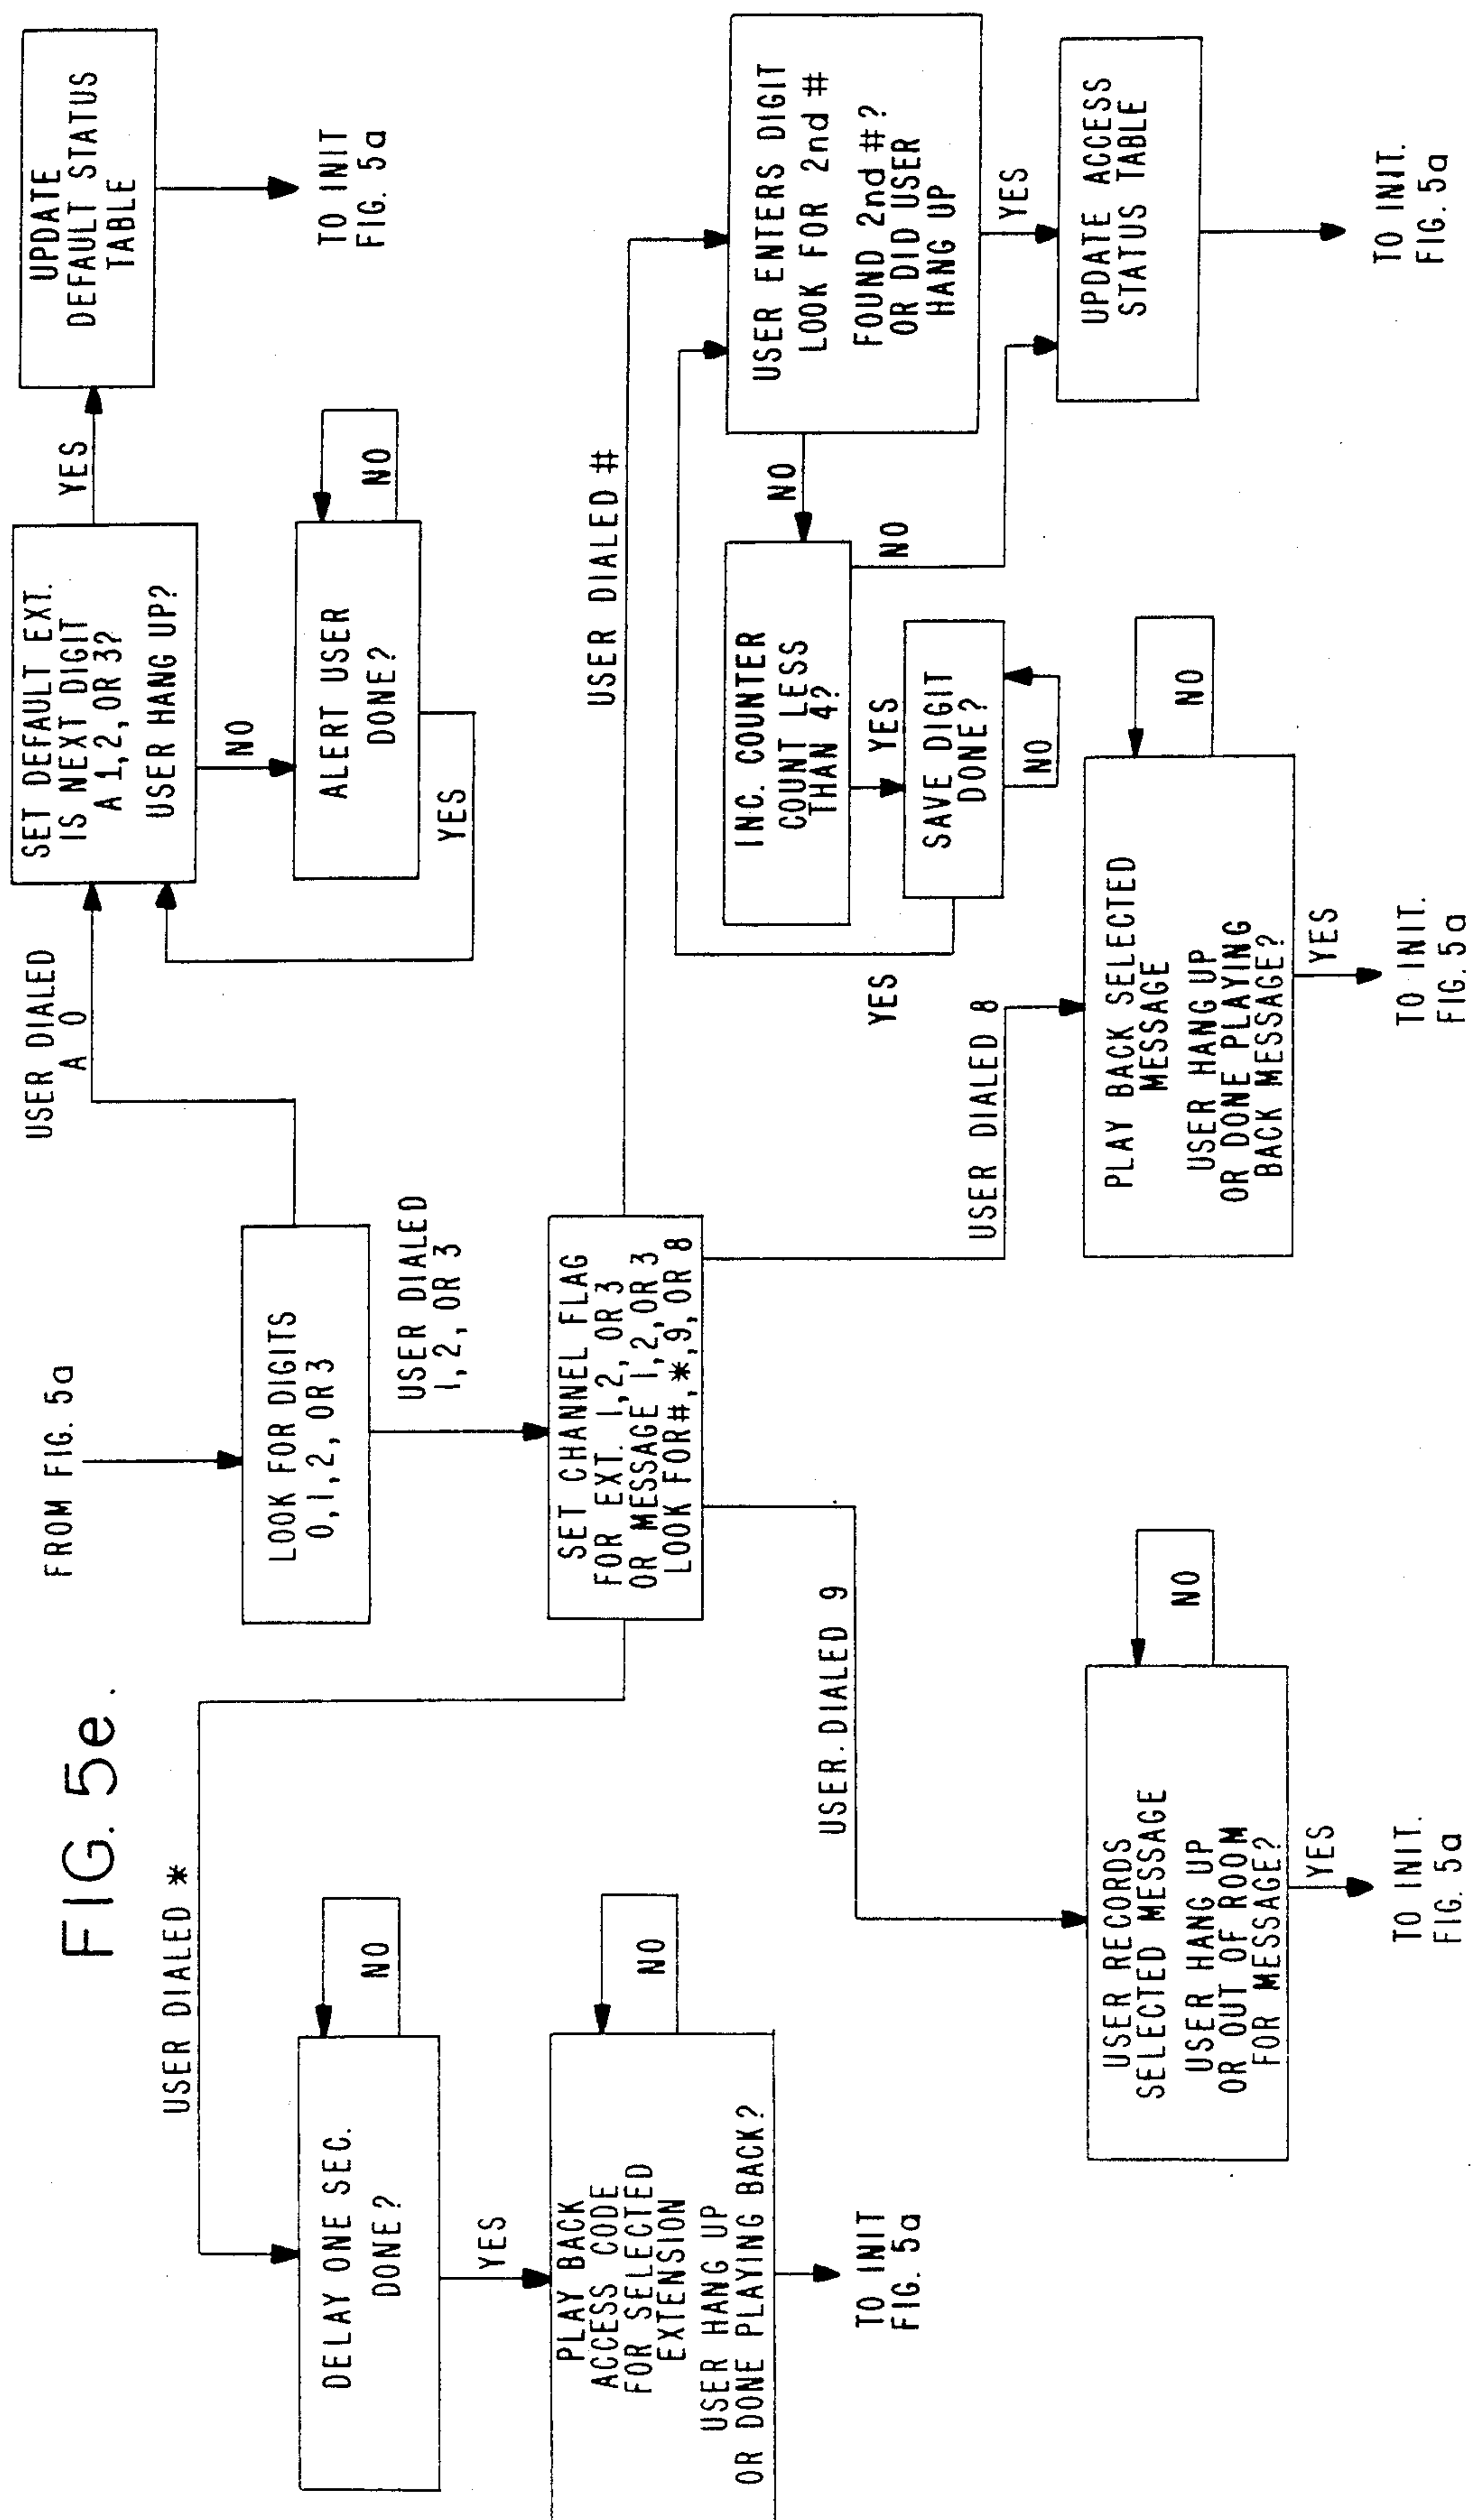 FIG. 5e.
FROM FIG. 5a
LOOK FOR DIGITS
0, 1, 2, OR 3
USER DIALED
A 0
SET DEFAULT EXT.
IS NEXT DIGIT
A 1, 2, OR 3?
USER HANG UP?
YES
UPDATE
DEFAULT STATUS
TABLE
TO INIT
FIG. 5a
NO
ALERT USER
DONE?
NO
YES
USER DIALED
1, 2, OR 3
SET CHANNEL FLAG
FOR EXT. 1, 2, OR 3
OR MESSAGE 1, 2, OR 3
LOOK FOR #, *, 9, OR 8
USER DIALED *
DELAY ONE SEC.
DONE?
NO
YES
PLAY BACK
ACCESS CODE
FOR SELECTED
EXTENSION
USER HANG UP
OR DONE PLAYING BACK?
NO
TO INIT
FIG. 5a
USER DIALED 9
USER RECORDS
SELECTED MESSAGE
USER HANG UP
OR OUT OF ROOM
FOR MESSAGE?
NO
YES
TO INIT.
FIG. 5a
USER DIALED 8
PLAY BACK SELECTED
MESSAGE
USER HANG UP
OR DONE PLAYING
BACK MESSAGE?
NO
YES
TO INIT.
FIG. 5a
USER DIALED #
USER ENTERS DIGIT
LOOK FOR 2nd #
FOUND 2nd #?
OR DID USER
HANG UP
NO
YES
INC. COUNTER
COUNT LESS
THAN 4?
NO
YES
SAVE DIGIT
DONE?
NO
YES
UPDATE ACCESS
STATUS TABLE
TO INIT.
FIG. 5a